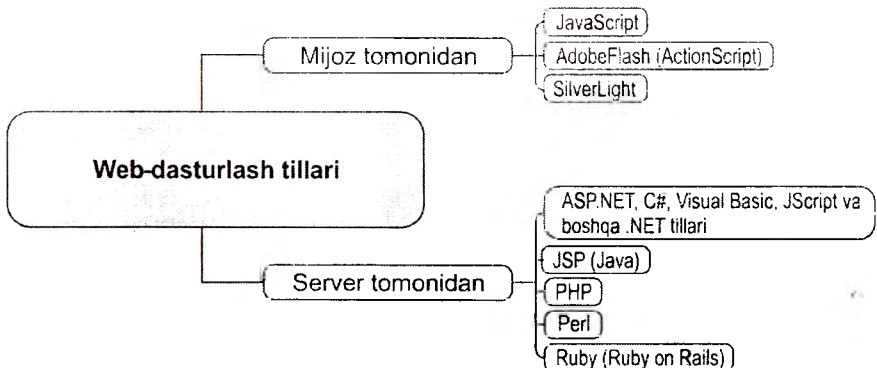 JavaScript
Mijoz tomonidan
AdobeFlash (ActionScript)
SilverLight
Web-dasturlash tillari
ASP.NET, C#, Visual Basic, JScript va
boshqa .NET tillari
JSP (Java)
Server tomonidan
PHP
Perl
Ruby (Ruby on Rails)